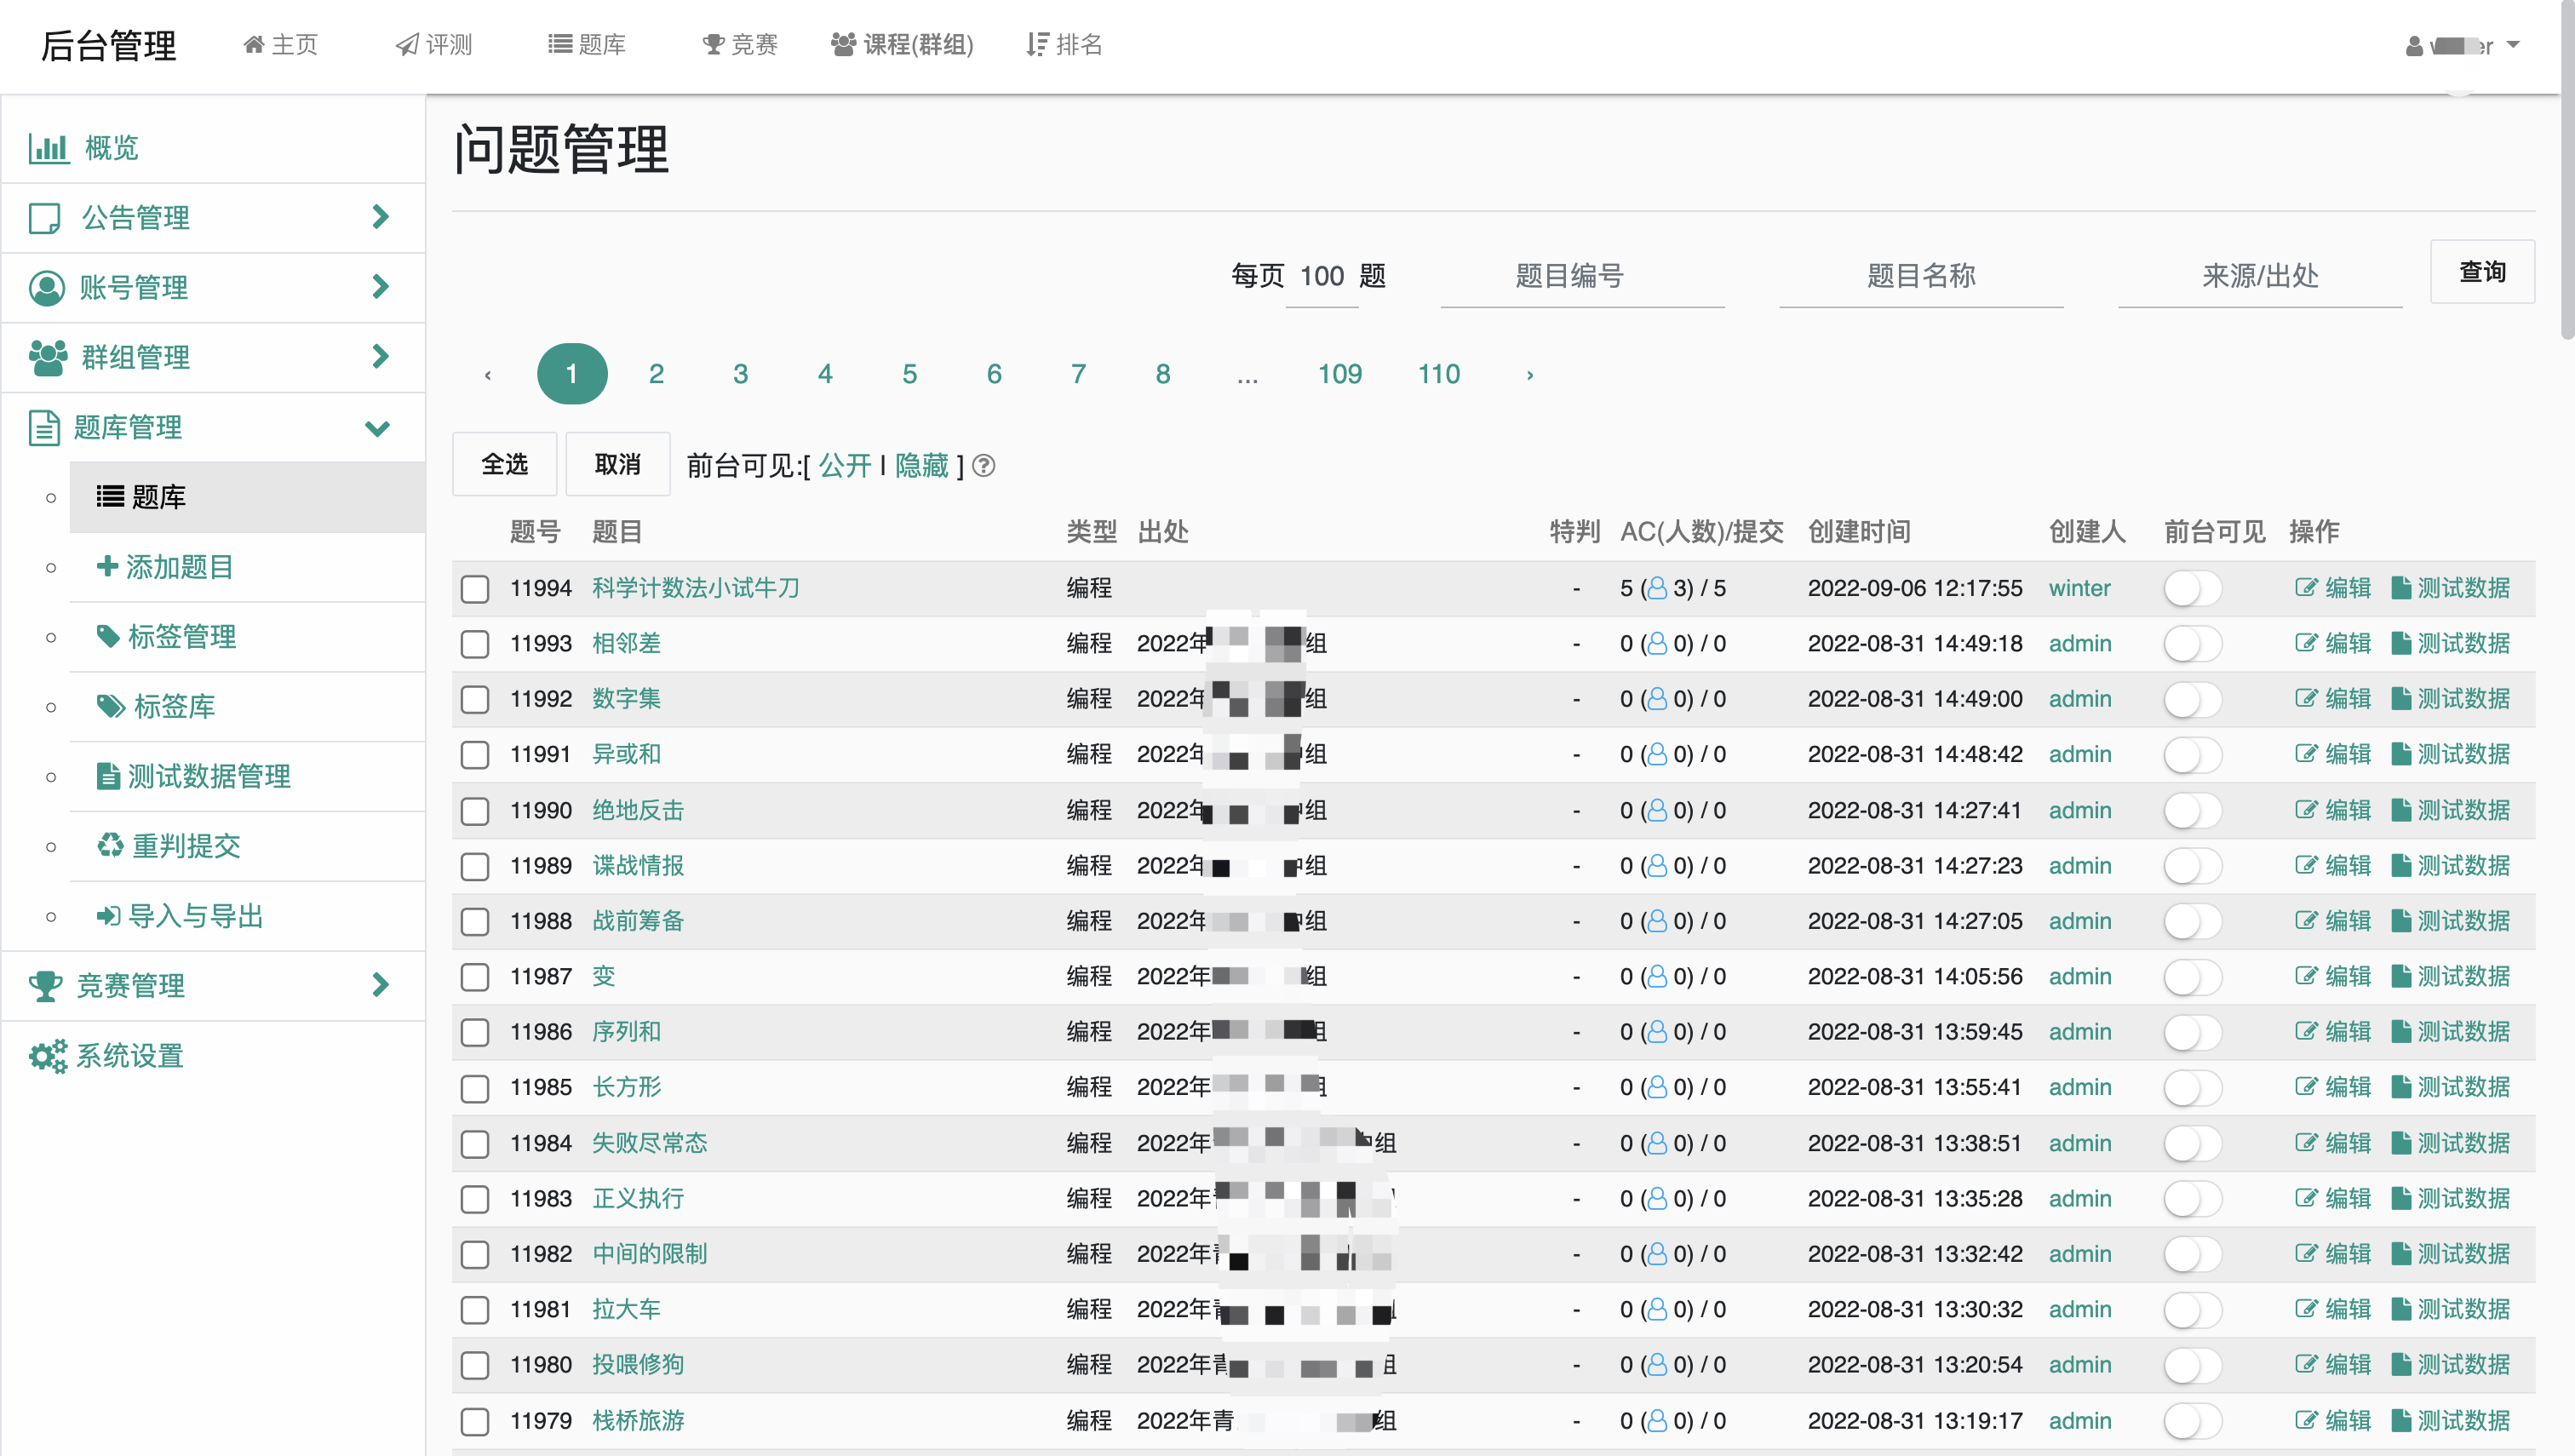 后台管理 主页 评测 题库 竞赛 课程(群组) 排名
概览
公告管理
账号管理
群组管理
题库管理
题库
添加题目
标签管理
标签库
测试数据管理
重判提交
导入与导出
竞赛管理
系统设置
问题管理
每页 100 题 题目编号 题目名称 来源/出处 查询
‹ 1 2 3 4 5 6 7 8 ... 109 110 ›
全选 取消 前台可见:[ 公开 | 隐藏 ]
题号 题目 类型 出处 特判 AC(人数)/提交 创建时间 创建人 前台可见 操作
11994 科学计数法小试牛刀 编程 - 5 ( 3) / 5 2022-09-06 12:17:55 winter 编辑 测试数据
11993 相邻差 编程 2022年 组 - 0 ( 0) / 0 2022-08-31 14:49:18 admin 编辑 测试数据
11992 数字集 编程 2022年 组 - 0 ( 0) / 0 2022-08-31 14:49:00 admin 编辑 测试数据
11991 异或和 编程 2022年 组 - 0 ( 0) / 0 2022-08-31 14:48:42 admin 编辑 测试数据
11990 绝地反击 编程 2022年 组 - 0 ( 0) / 0 2022-08-31 14:27:41 admin 编辑 测试数据
11989 谍战情报 编程 2022年 组 - 0 ( 0) / 0 2022-08-31 14:27:23 admin 编辑 测试数据
11988 战前筹备 编程 2022年 组 - 0 ( 0) / 0 2022-08-31 14:27:05 admin 编辑 测试数据
11987 变 编程 2022年 组 - 0 ( 0) / 0 2022-08-31 14:05:56 admin 编辑 测试数据
11986 序列和 编程 2022年 组 - 0 ( 0) / 0 2022-08-31 13:59:45 admin 编辑 测试数据
11985 长方形 编程 2022年 - 0 ( 0) / 0 2022-08-31 13:55:41 admin 编辑 测试数据
11984 失败尽常态 编程 2022年 组 - 0 ( 0) / 0 2022-08-31 13:38:51 admin 编辑 测试数据
11983 正义执行 编程 2022年 - 0 ( 0) / 0 2022-08-31 13:35:28 admin 编辑 测试数据
11982 中间的限制 编程 2022年 - 0 ( 0) / 0 2022-08-31 13:32:42 admin 编辑 测试数据
11981 拉大车 编程 2022年 - 0 ( 0) / 0 2022-08-31 13:30:32 admin 编辑 测试数据
11980 投喂修狗 编程 2022年 - 0 ( 0) / 0 2022-08-31 13:20:54 admin 编辑 测试数据
11979 栈桥旅游 编程 2022年青 组 - 0 ( 0) / 0 2022-08-31 13:19:17 admin 编辑 测试数据